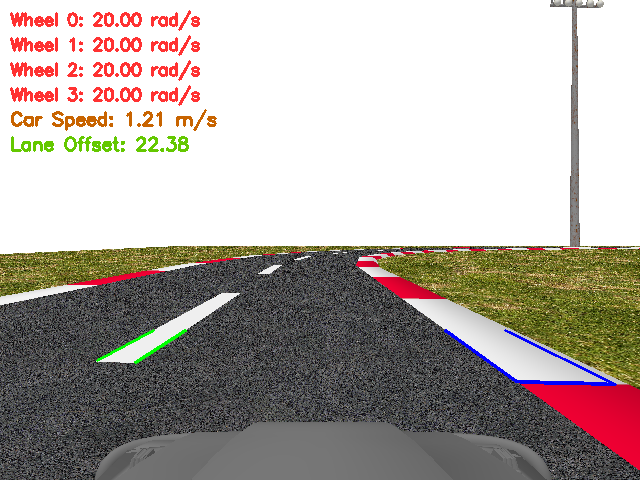 Wheel 0: 20.00 rad/s
Wheel 1: 20.00 rad/s
Wheel 2: 20.00 rad/s
Wheel 3: 20.00 rad/s
Car Speed: 1.21 m/s
Lane Offset: 22.38